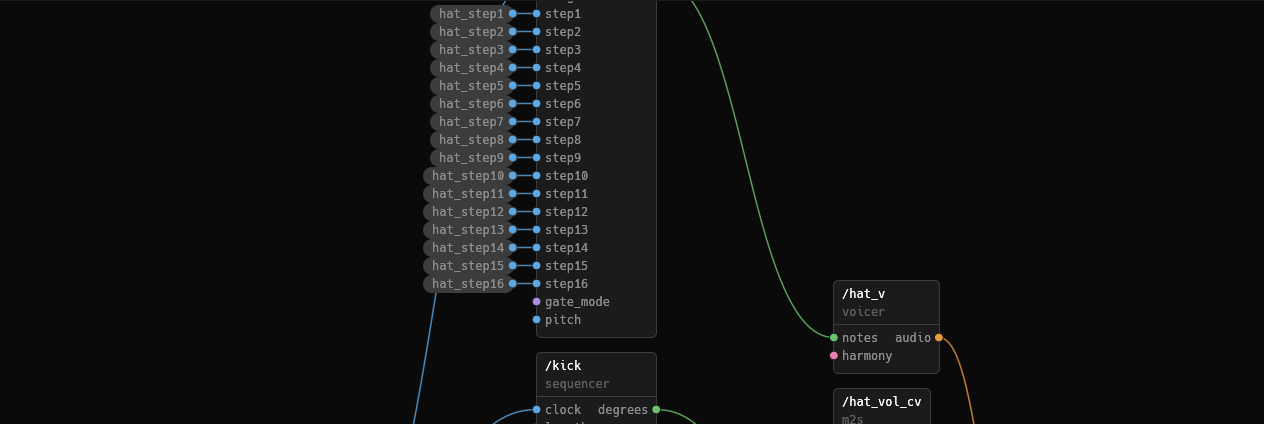 hat_step1 step1
hat_step2 step2
hat_step3 step3
hat_step4 step4
hat_step5 step5
hat_step6 step6
hat_step7 step7
hat_step8 step8
hat_step9 step9
hat_step10 step10
hat_step11 step11
hat_step12 step12
hat_step13 step13
hat_step14 step14
hat_step15 step15
hat_step16 step16
gate_mode
pitch
/hat_v
voicer
notes audio
harmony
/kick
sequencer
clock degrees
/hat_vol_cv
m2s